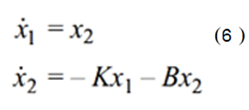 ẋ₁ = x₂ (6)
ẋ₂ = – Kx₁ – Bx₂